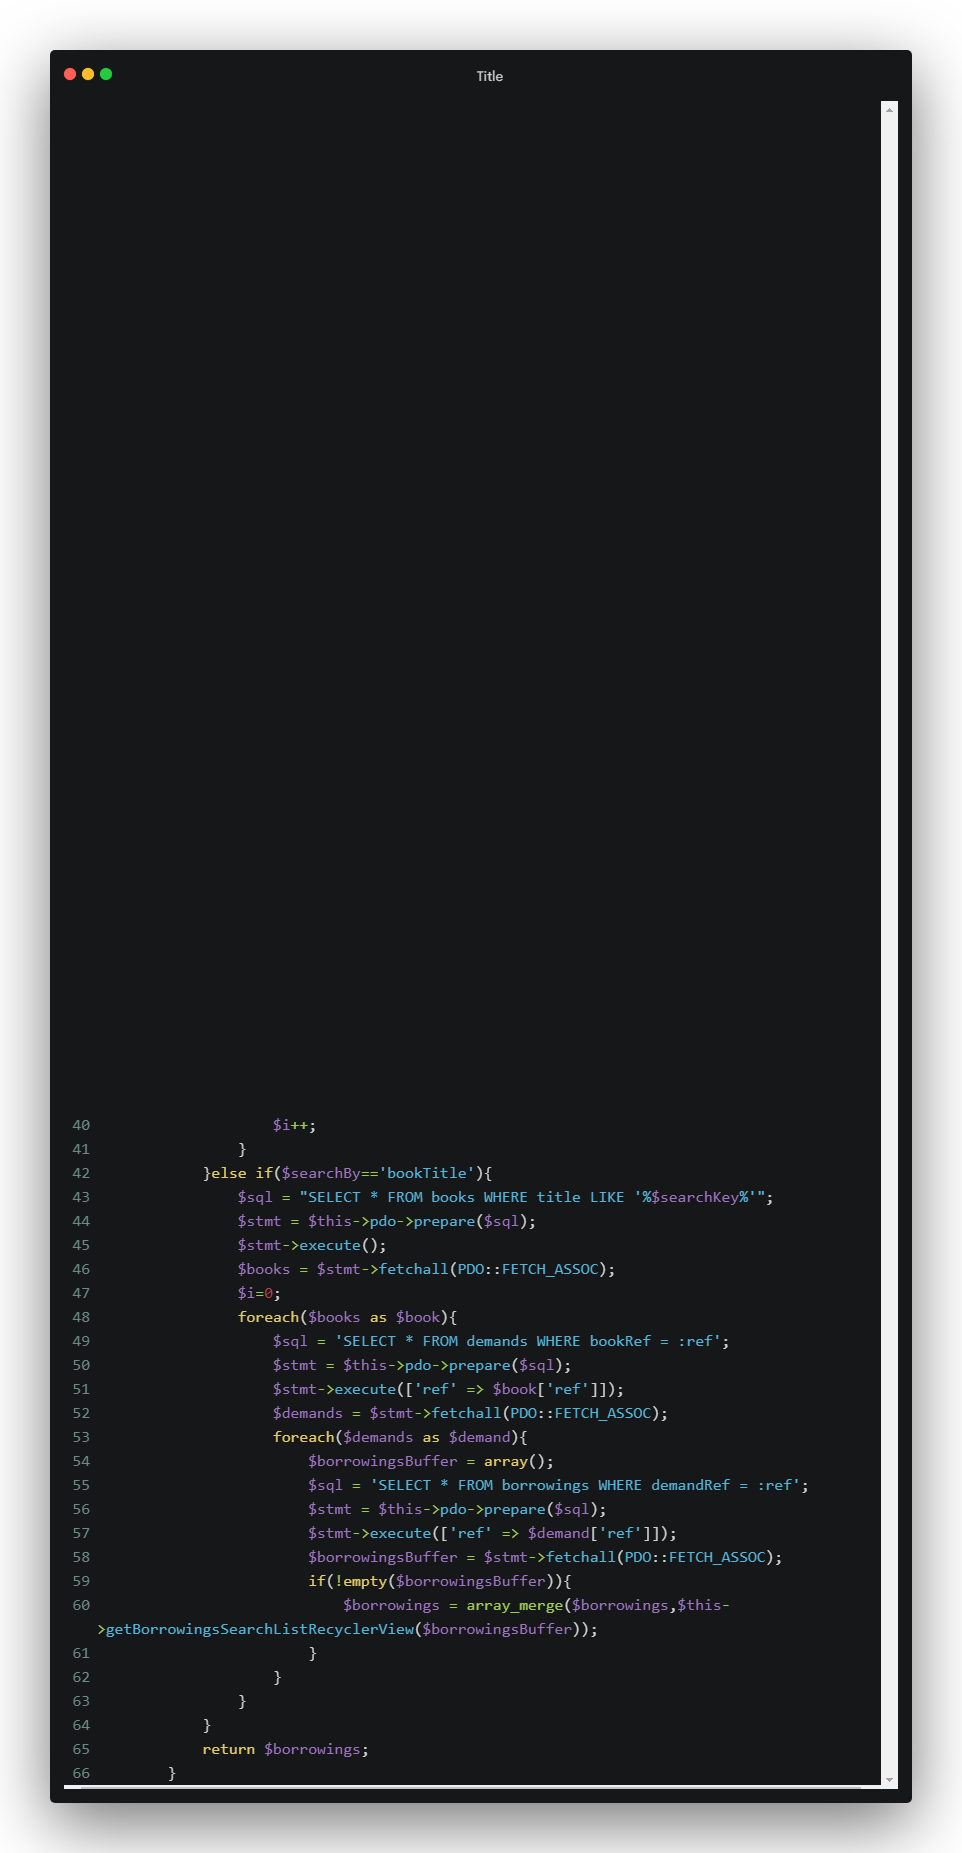 Title
40 $i++;
41 }
42 }else if($searchBy=='bookTitle'){
43 $sql = "SELECT * FROM books WHERE title LIKE '%$searchKey%'";
44 $stmt = $this->pdo->prepare($sql);
45 $stmt->execute();
46 $books = $stmt->fetchall(PDO::FETCH_ASSOC);
47 $i=0;
48 foreach($books as $book){
49 $sql = 'SELECT * FROM demands WHERE bookRef = :ref';
50 $stmt = $this->pdo->prepare($sql);
51 $stmt->execute(['ref' => $book['ref']]);
52 $demands = $stmt->fetchall(PDO::FETCH_ASSOC);
53 foreach($demands as $demand){
54 $borrowingsBuffer = array();
55 $sql = 'SELECT * FROM borrowings WHERE demandRef = :ref';
56 $stmt = $this->pdo->prepare($sql);
57 $stmt->execute(['ref' => $demand['ref']]);
58 $borrowingsBuffer = $stmt->fetchall(PDO::FETCH_ASSOC);
59 if(!empty($borrowingsBuffer)){
60 $borrowings = array_merge($borrowings,$this-
>getBorrowingsSearchListRecyclerView($borrowingsBuffer));
61 }
62 }
63 }
64 }
65 return $borrowings;
66 }